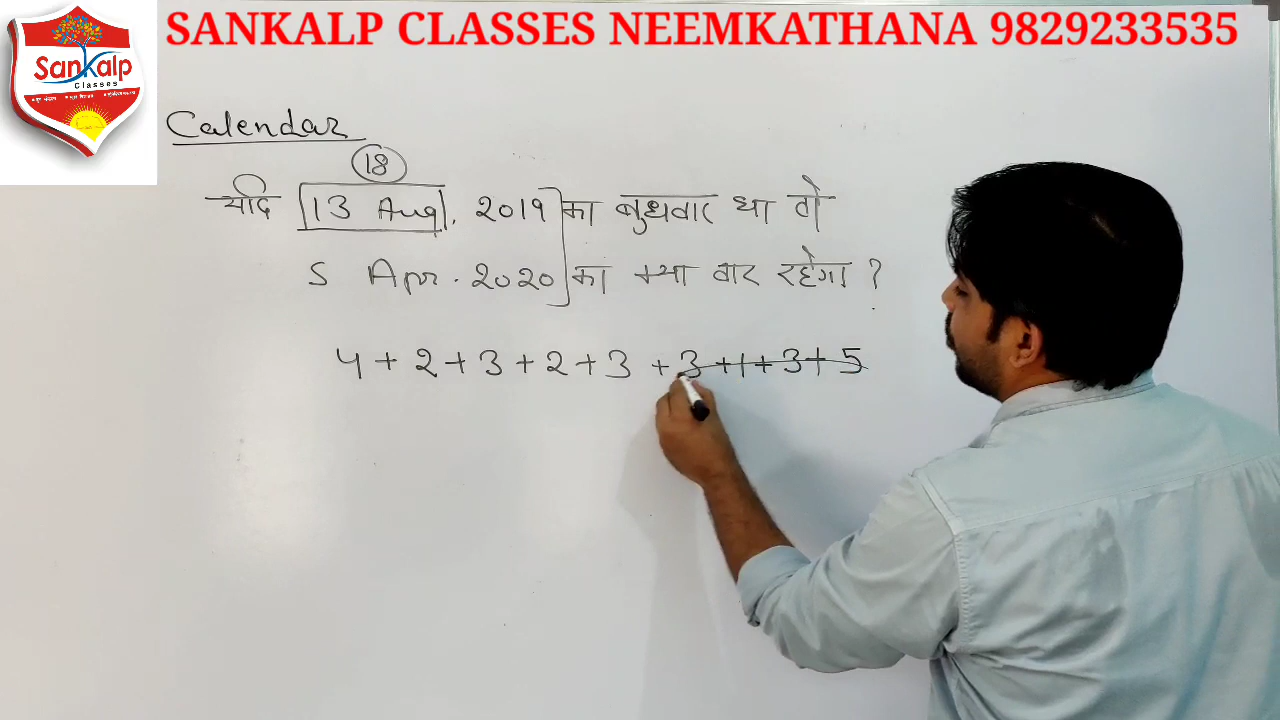 SANKALP CLASSES NEEMKATHANA 9829233535
Sankalp
Classes
Calendar
18
यदि 13 Aug. 2019 का बुधवार था तो
5 Apr. 2020 का क्या वार रहेगा ?
4 + 2 + 3 + 2 + 3 + 3 + 1 + 3 + 5